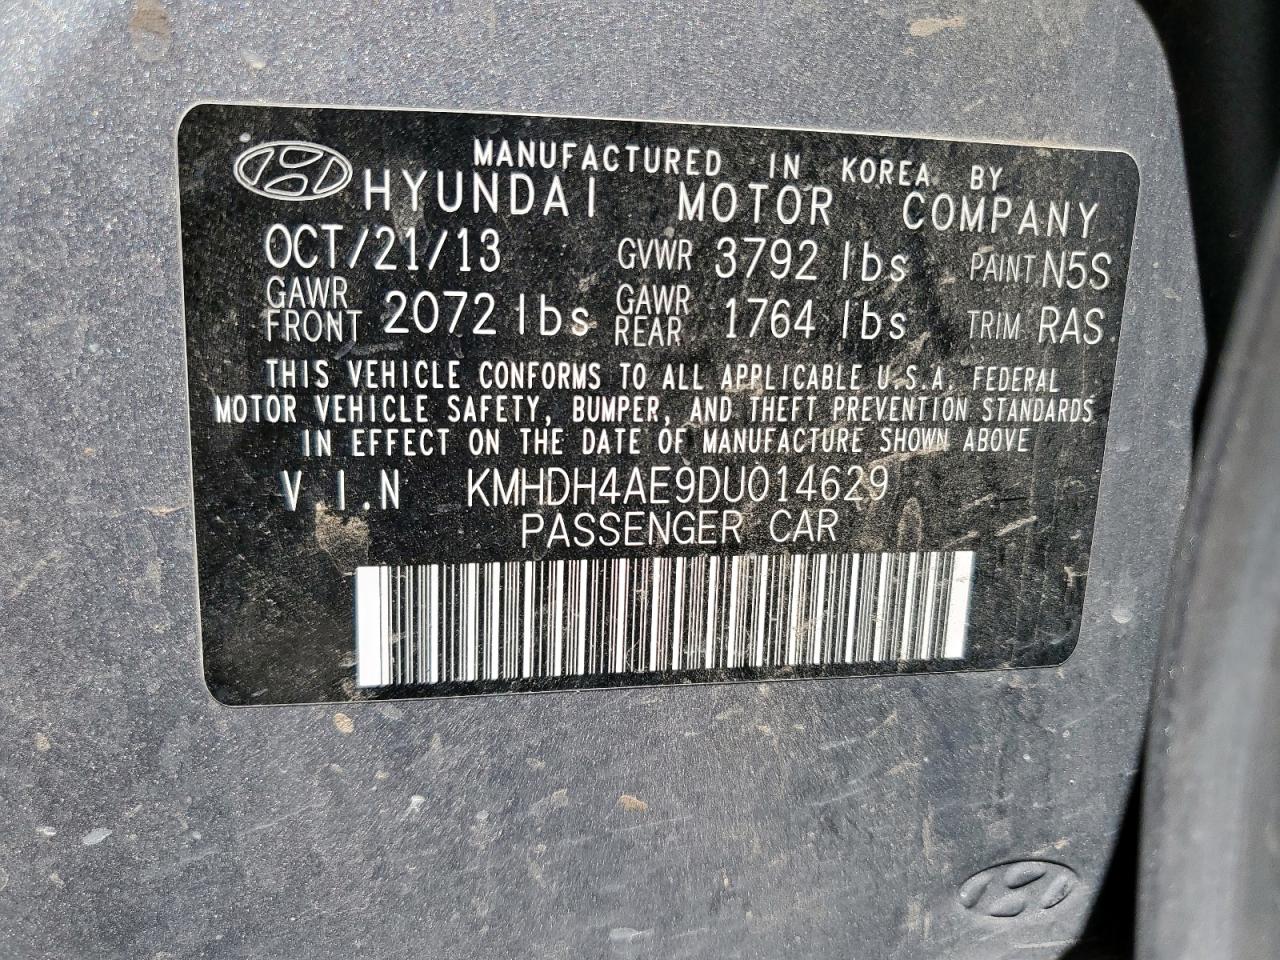 MANUFACTURED IN KOREA BY
HYUNDAI MOTOR COMPANY
OCT/21/13 GVWR 3792 lbs PAINT N5S
GAWR FRONT 2072 lbs GAWR REAR 1764 lbs TRIM RAS
THIS VEHICLE CONFORMS TO ALL APPLICABLE U.S.A. FEDERAL
MOTOR VEHICLE SAFETY, BUMPER, AND THEFT PREVENTION STANDARDS
IN EFFECT ON THE DATE OF MANUFACTURE SHOWN ABOVE
V.I.N KMHDH4AE9DU014629
PASSENGER CAR